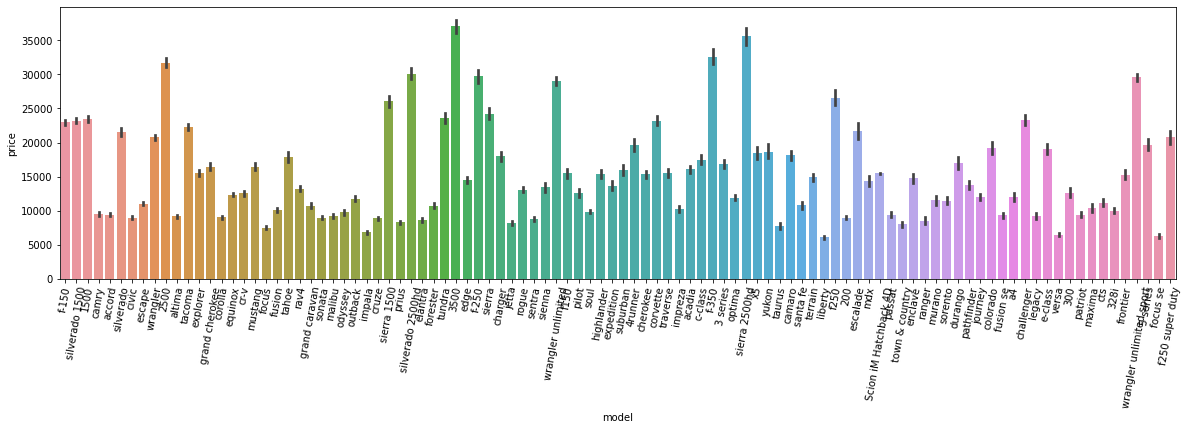 price
35000
30000
25000
20000
15000
10000
5000
0
f-150
silverado 1500
1500
camry
accord
silverado
civic
escape
wrangler
2500
altima
tacoma
explorer
grand cherokee
corolla
equinox
cr-v
mustang
focus
fusion
tahoe
rav4
grand caravan
sonata
malibu
odyssey
outback
impala
cruze
sierra 1500
prius
silverado 2500hd
elantra
forester
tundra
3500
edge
f-250
sierra
charger
jetta
rogue
sentra
sienna
wrangler unlimited
f150
pilot
soul
highlander
expedition
suburban
4runner
cherokee
corvette
traverse
impreza
acadia
c-class
f-350
3 series
optima
sierra 2500hd
yukon
taurus
camaro
santa fe
terrain
liberty
f250
200
escalade
mdx
Scion iM Hatchback 4D
passat
town & country
enclave
ranger
murano
sorento
durango
pathfinder
journey
colorado
fusion se
a4
challenger
legacy
e-class
versa
300
patriot
maxima
cts
328i
frontier
wrangler unlimited sport
focus se
f250 super duty
model